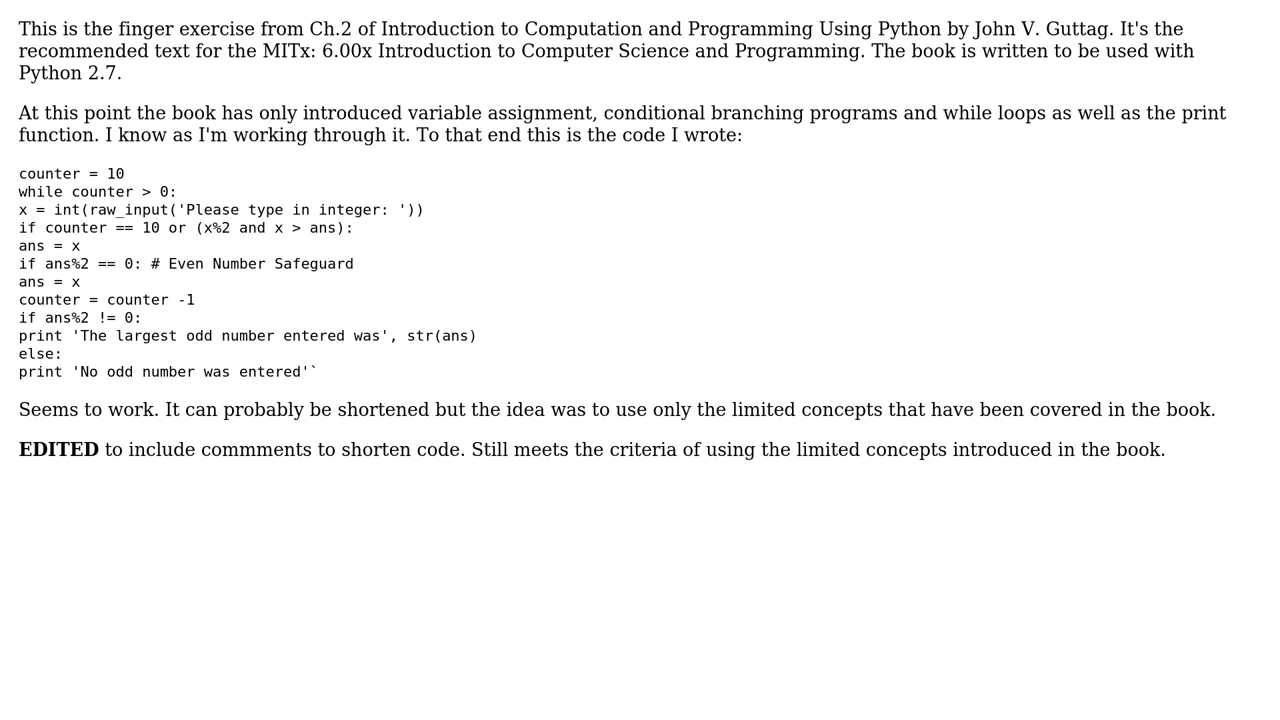 This is the finger exercise from Ch.2 of Introduction to Computation and Programming Using Python by John V. Guttag. It's the
recommended text for the MITx: 6.00x Introduction to Computer Science and Programming. The book is written to be used with
Python 2.7.
At this point the book has only introduced variable assignment, conditional branching programs and while loops as well as the print
function. I know as I'm working through it. To that end this is the code I wrote:
counter = 10
while counter > 0:
x = int(raw_input('Please type in integer: '))
if counter == 10 or (x%2 and x > ans):
ans = x
if ans%2 == 0: # Even Number Safeguard
ans = x
counter = counter -1
if ans%2 != 0:
print 'The largest odd number entered was', str(ans)
else:
print 'No odd number was entered'`
Seems to work. It can probably be shortened but the idea was to use only the limited concepts that have been covered in the book.
EDITED to include commments to shorten code. Still meets the criteria of using the limited concepts introduced in the book.